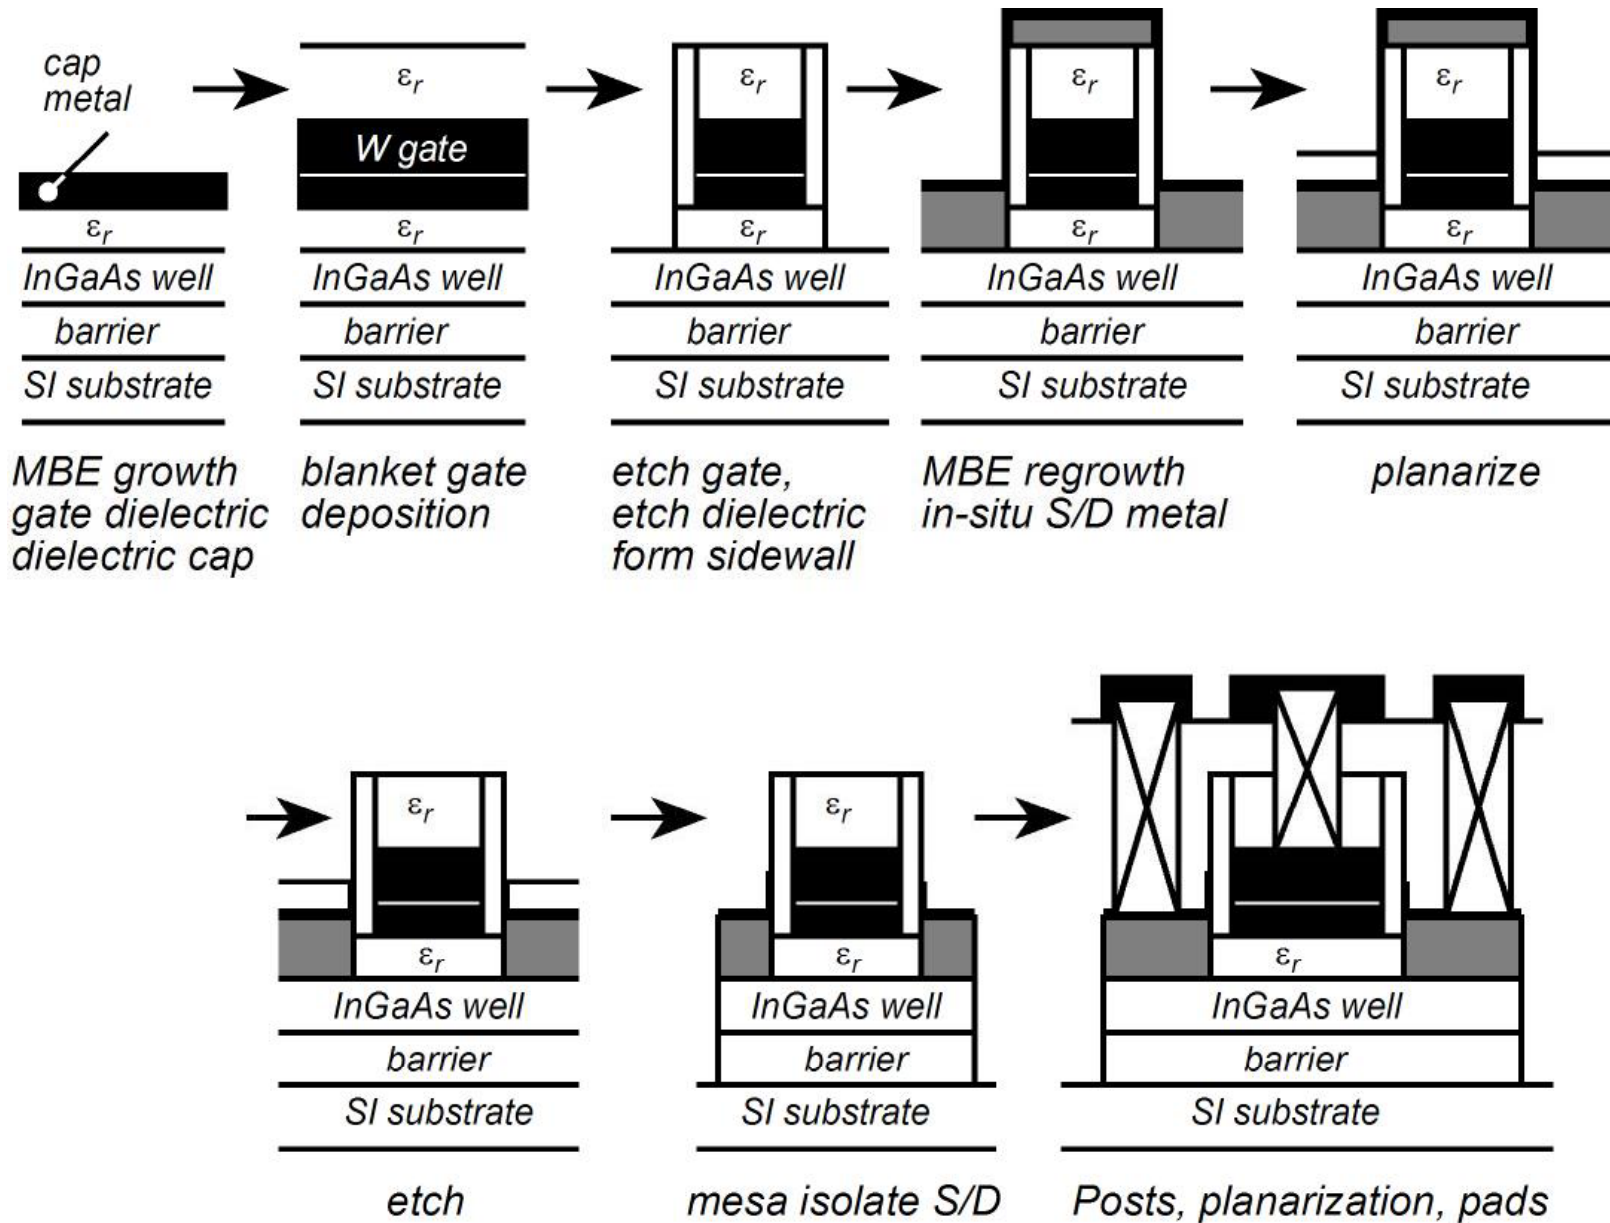 cap
metal
εr
InGaAs well
barrier
SI substrate
MBE growth
gate dielectric
dielectric cap
εr
W gate
εr
InGaAs well
barrier
SI substrate
blanket gate
deposition
εr
εr
InGaAs well
barrier
SI substrate
etch gate,
etch dielectric
form sidewall
εr
εr
InGaAs well
barrier
SI substrate
MBE regrowth
in-situ S/D metal
εr
εr
InGaAs well
barrier
SI substrate
planarize
εr
εr
InGaAs well
barrier
SI substrate
etch
εr
εr
InGaAs well
barrier
SI substrate
mesa isolate S/D
εr
InGaAs well
barrier
SI substrate
Posts, planarization, pads